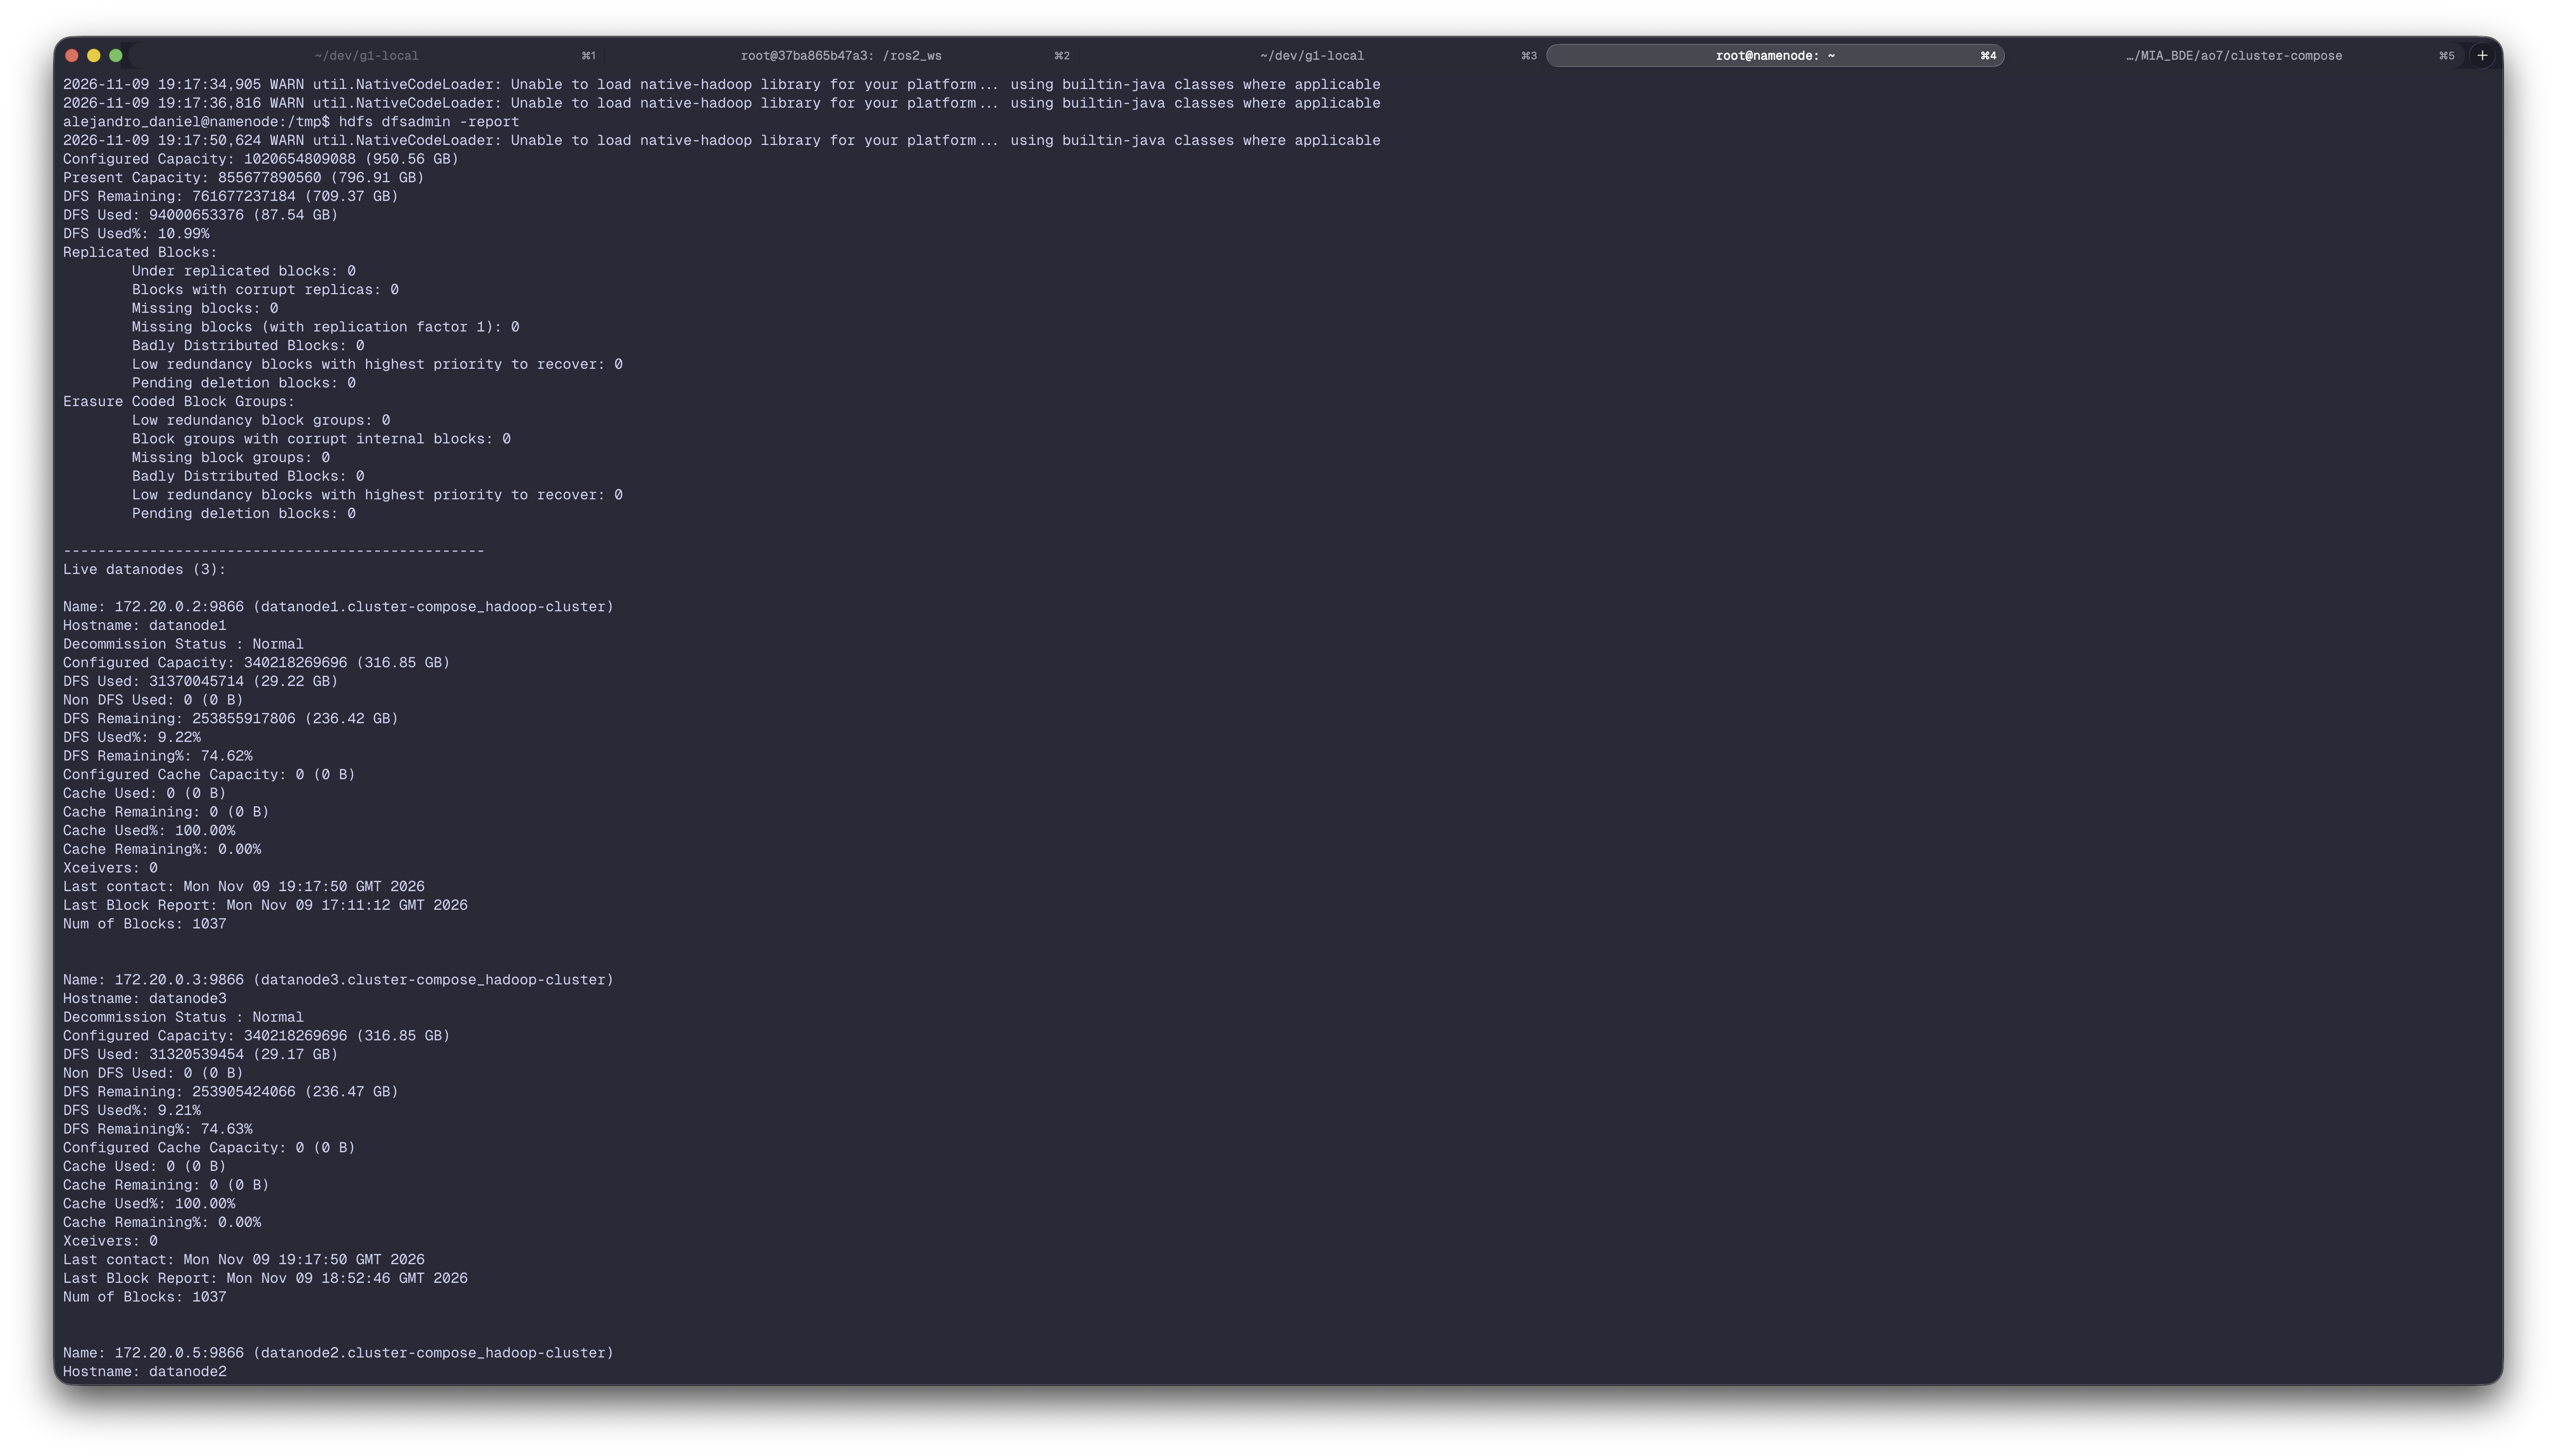 ~/dev/g1-local ⌘1 root@37ba865b47a3: /ros2_ws ⌘2 ~/dev/g1-local ⌘3 root@namenode: ~ ⌘4 …/MIA_BDE/ao7/cluster-compose ⌘5 +
2026-11-09 19:17:34,905 WARN util.NativeCodeLoader: Unable to load native-hadoop library for your platform... using builtin-java classes where applicable
2026-11-09 19:17:36,816 WARN util.NativeCodeLoader: Unable to load native-hadoop library for your platform... using builtin-java classes where applicable
alejandro_daniel@namenode:/tmp$ hdfs dfsadmin -report
2026-11-09 19:17:50,624 WARN util.NativeCodeLoader: Unable to load native-hadoop library for your platform... using builtin-java classes where applicable
Configured Capacity: 1020654809088 (950.56 GB)
Present Capacity: 855677890560 (796.91 GB)
DFS Remaining: 761677237184 (709.37 GB)
DFS Used: 94000653376 (87.54 GB)
DFS Used%: 10.99%
Replicated Blocks:
Under replicated blocks: 0
Blocks with corrupt replicas: 0
Missing blocks: 0
Missing blocks (with replication factor 1): 0
Badly Distributed Blocks: 0
Low redundancy blocks with highest priority to recover: 0
Pending deletion blocks: 0
Erasure Coded Block Groups:
Low redundancy block groups: 0
Block groups with corrupt internal blocks: 0
Missing block groups: 0
Badly Distributed Blocks: 0
Low redundancy blocks with highest priority to recover: 0
Pending deletion blocks: 0
-------------------------------------------------
Live datanodes (3):
Name: 172.20.0.2:9866 (datanode1.cluster-compose_hadoop-cluster)
Hostname: datanode1
Decommission Status : Normal
Configured Capacity: 340218269696 (316.85 GB)
DFS Used: 31370045714 (29.22 GB)
Non DFS Used: 0 (0 B)
DFS Remaining: 253855917806 (236.42 GB)
DFS Used%: 9.22%
DFS Remaining%: 74.62%
Configured Cache Capacity: 0 (0 B)
Cache Used: 0 (0 B)
Cache Remaining: 0 (0 B)
Cache Used%: 100.00%
Cache Remaining%: 0.00%
Xceivers: 0
Last contact: Mon Nov 09 19:17:50 GMT 2026
Last Block Report: Mon Nov 09 17:11:12 GMT 2026
Num of Blocks: 1037
Name: 172.20.0.3:9866 (datanode3.cluster-compose_hadoop-cluster)
Hostname: datanode3
Decommission Status : Normal
Configured Capacity: 340218269696 (316.85 GB)
DFS Used: 31320539454 (29.17 GB)
Non DFS Used: 0 (0 B)
DFS Remaining: 253905424066 (236.47 GB)
DFS Used%: 9.21%
DFS Remaining%: 74.63%
Configured Cache Capacity: 0 (0 B)
Cache Used: 0 (0 B)
Cache Remaining: 0 (0 B)
Cache Used%: 100.00%
Cache Remaining%: 0.00%
Xceivers: 0
Last contact: Mon Nov 09 19:17:50 GMT 2026
Last Block Report: Mon Nov 09 18:52:46 GMT 2026
Num of Blocks: 1037
Name: 172.20.0.5:9866 (datanode2.cluster-compose_hadoop-cluster)
Hostname: datanode2